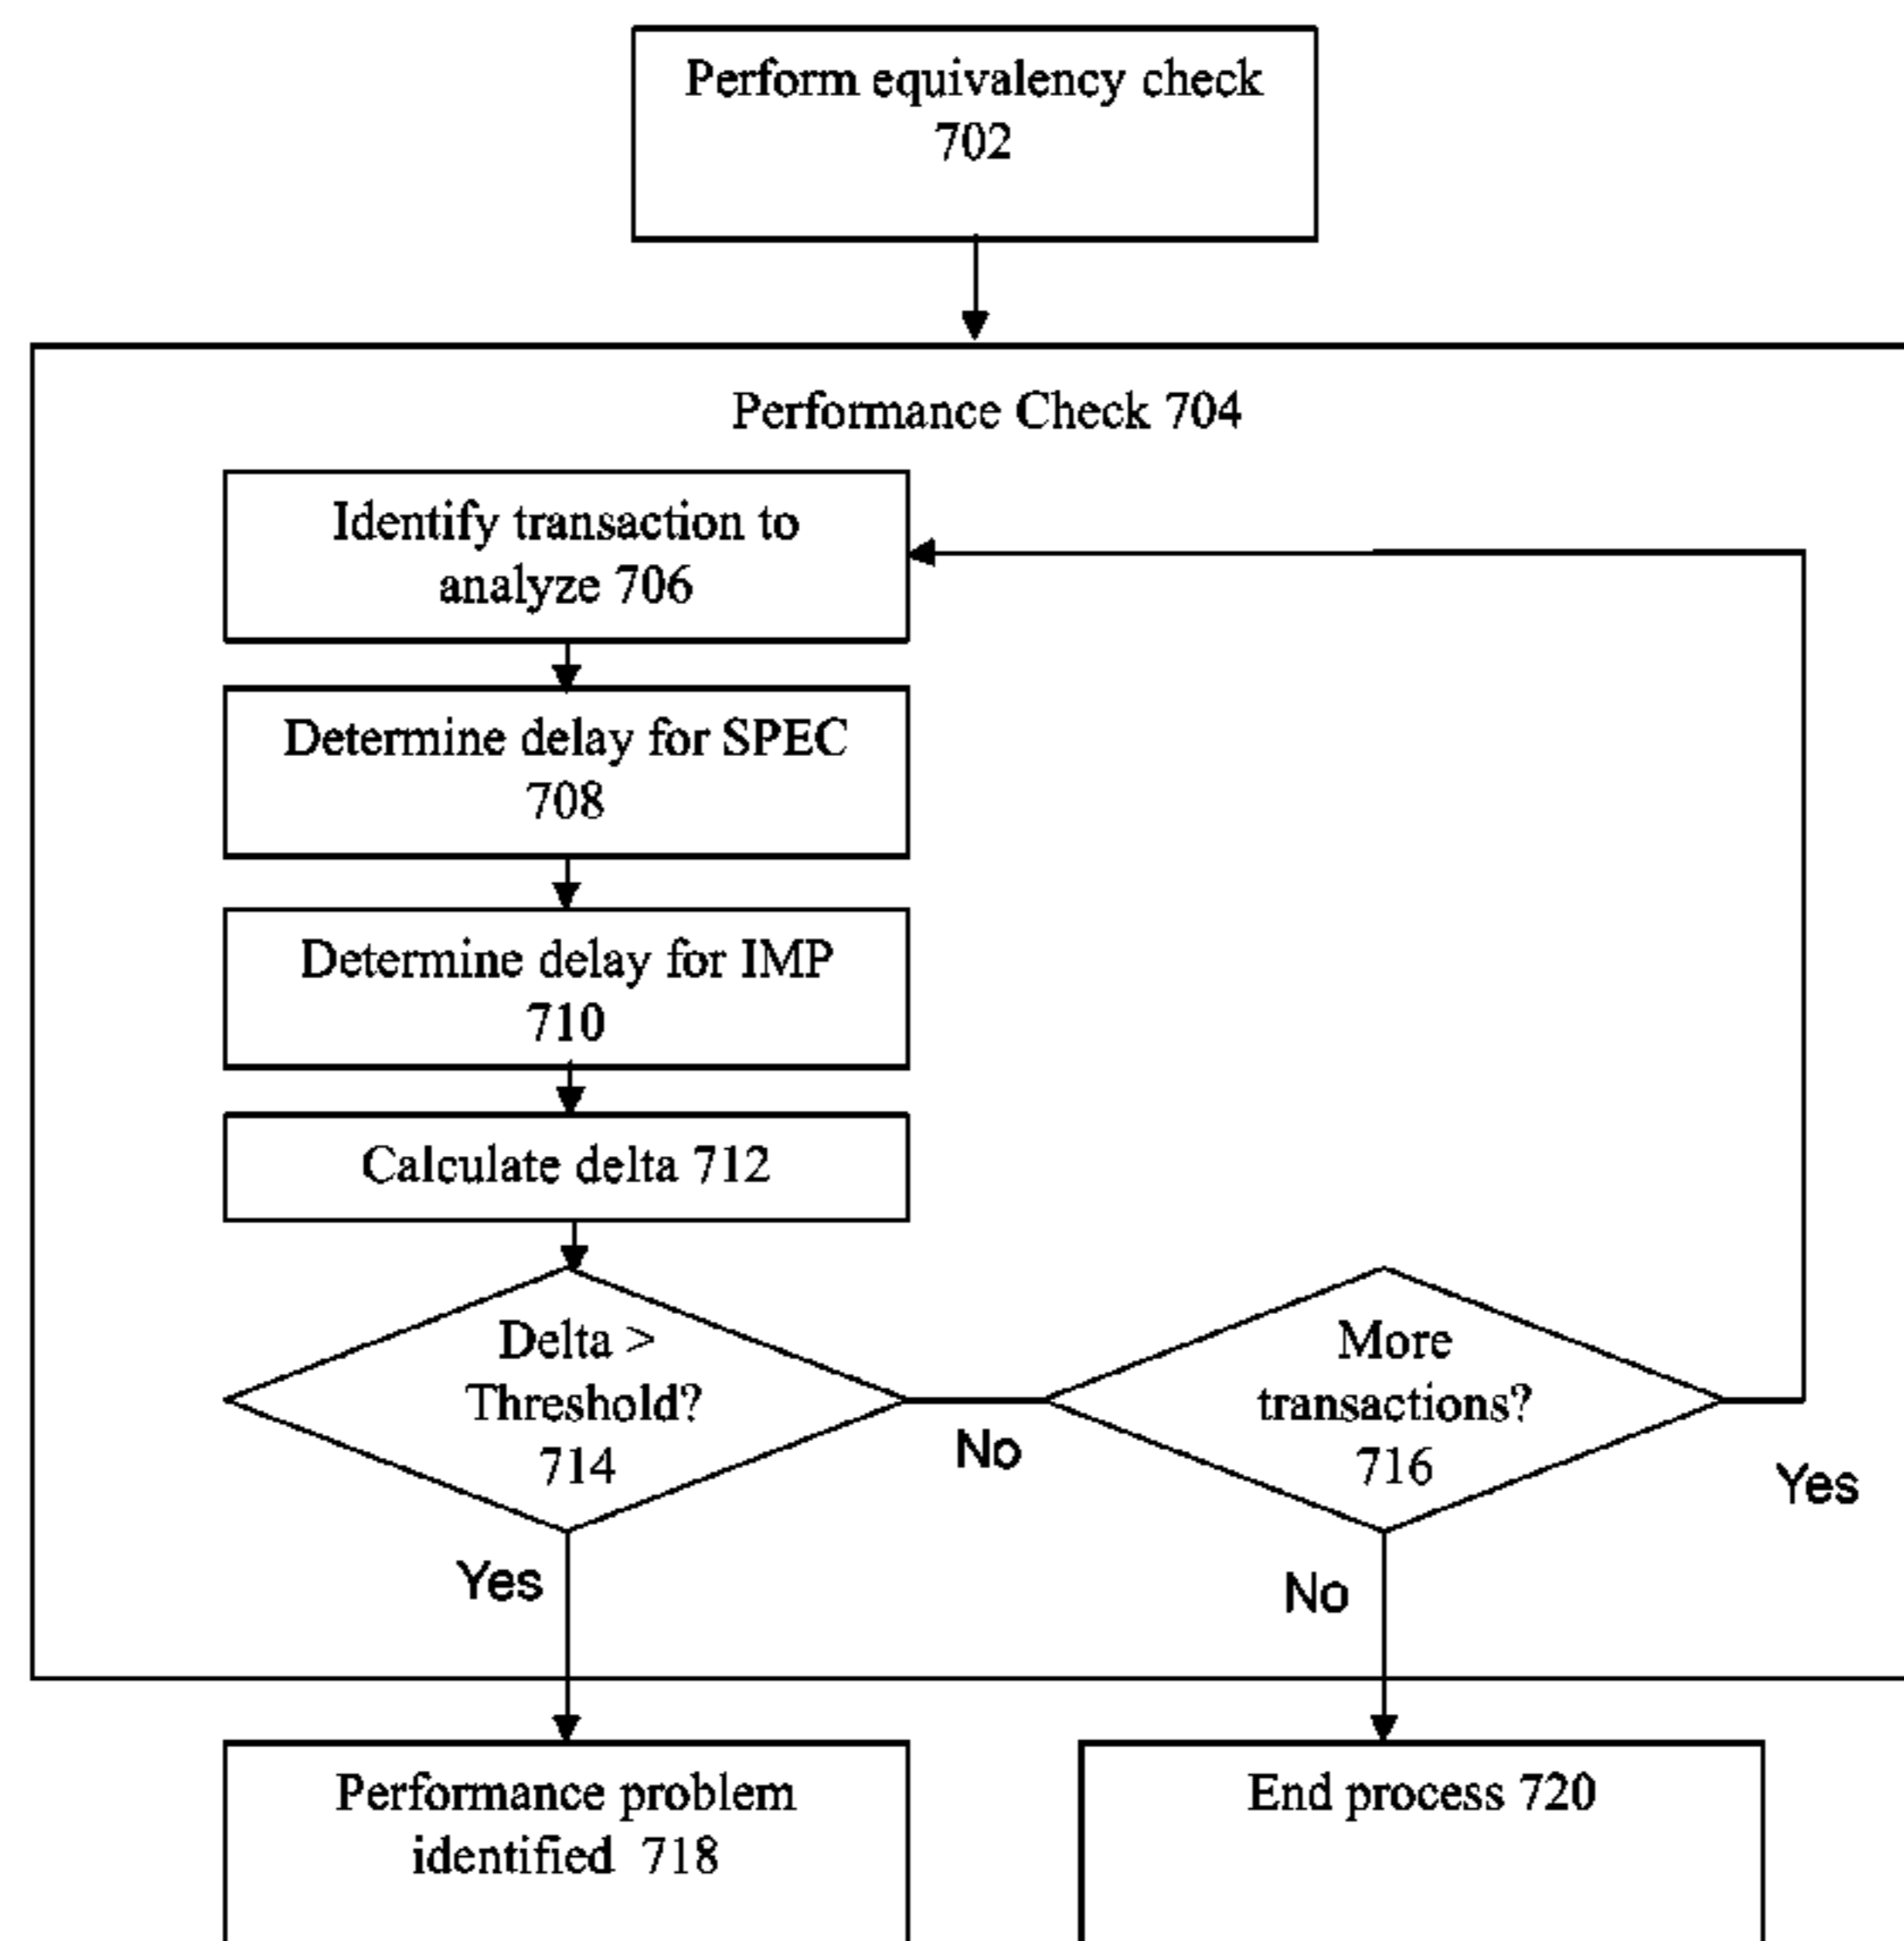 Perform equivalency check
702
Performance Check 704
Identify transaction to
analyze 706
Determine delay for SPEC
708
Determine delay for IMP
710
Calculate delta 712
Delta >
Threshold?
714
No
More
transactions?
716
Yes
Yes
No
Performance problem
identified 718
End process 720